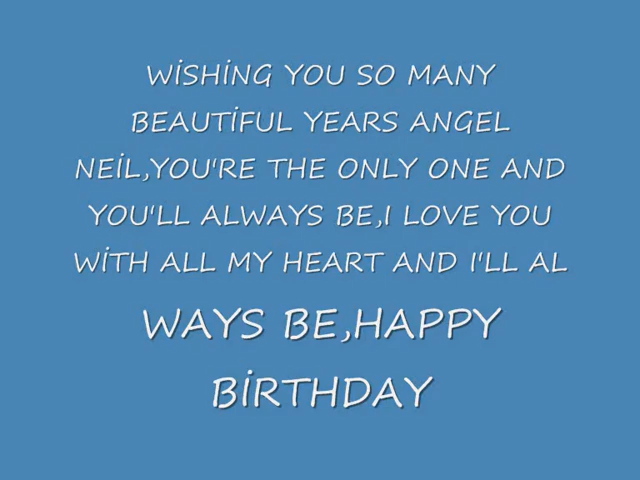 WİSHİNG YOU SO MANY
BEAUTİFUL YEARS ANGEL
NEİL,YOU'RE THE ONLY ONE AND
YOU'LL ALWAYS BE,I LOVE YOU
WİTH ALL MY HEART AND I'LL AL
WAYS BE,HAPPY
BİRTHDAY